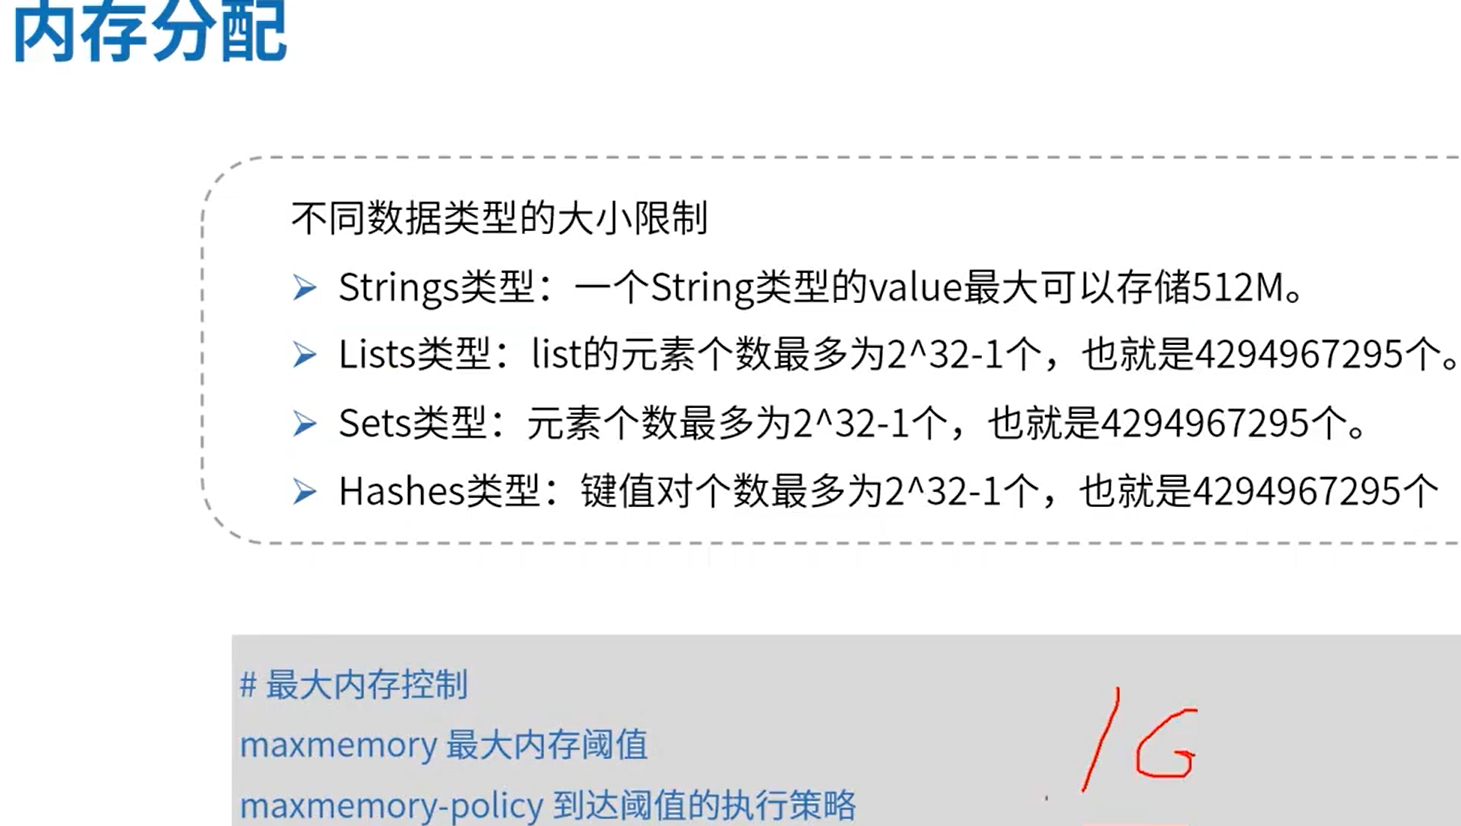 内存分配
不同数据类型的大小限制
Strings类型：一个String类型的value最大可以存储512M。
Lists类型：list的元素个数最多为2^32-1个，也就是4294967295个。
Sets类型：元素个数最多为2^32-1个，也就是4294967295个。
Hashes类型：键值对个数最多为2^32-1个，也就是4294967295个
# 最大内存控制
maxmemory 最大内存阈值
1G
maxmemory-policy 到达阈值的执行策略